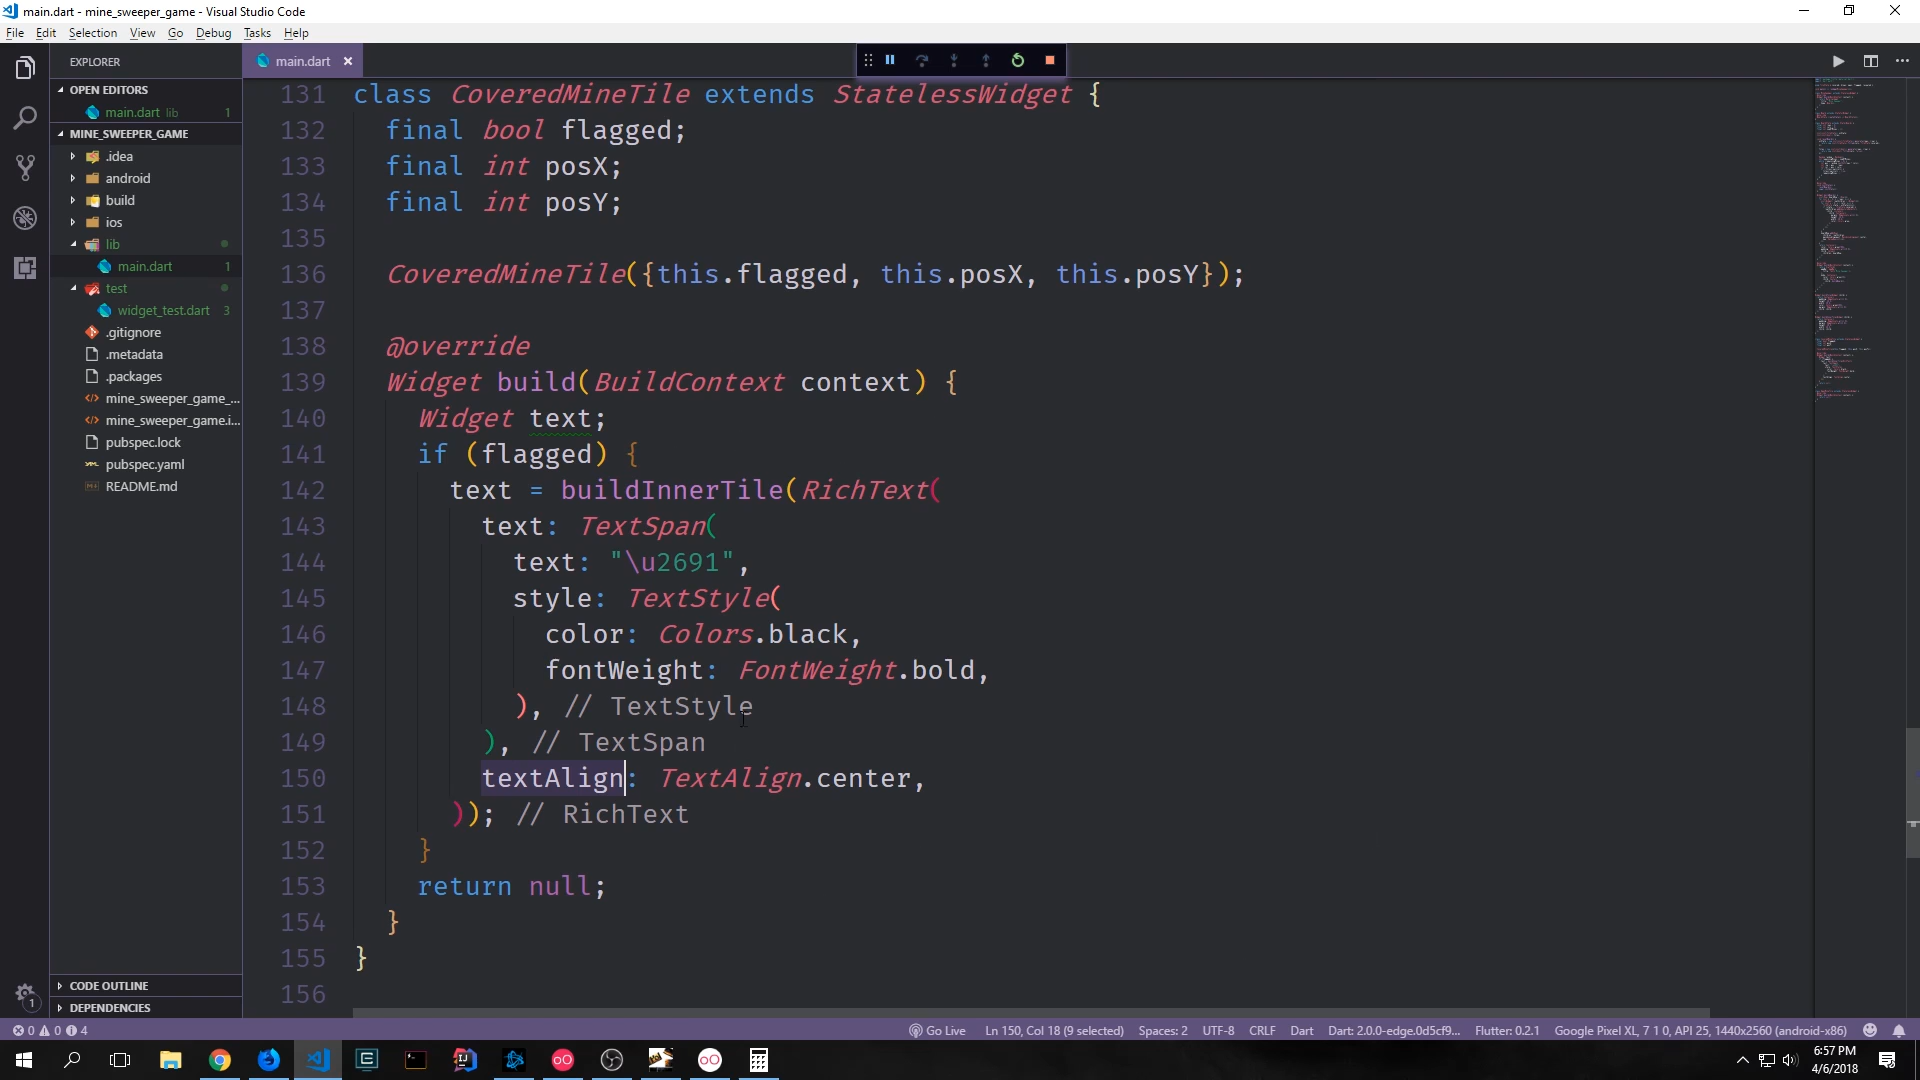 main.dart - mine_sweeper_game - Visual Studio Code
File Edit Selection View Go Debug Tasks Help
EXPLORER
main.dart
OPEN EDITORS
main.dart lib 1
MINE_SWEEPER_GAME
.idea
android
build
ios
lib
main.dart 1
test
widget_test.dart 3
.gitignore
.metadata
.packages
mine_sweeper_game_...
mine_sweeper_game.i...
pubspec.lock
pubspec.yaml
README.md
CODE OUTLINE
DEPENDENCIES
131 class CoveredMineTile extends StatelessWidget {
132 final bool flagged;
133 final int posX;
134 final int posY;
135
136 CoveredMineTile({this.flagged, this.posX, this.posY});
137
138 @override
139 Widget build(BuildContext context) {
140 Widget text;
141 if (flagged) {
142 text = buildInnerTile(RichText(
143 text: TextSpan(
144 text: "\u2691",
145 style: TextStyle(
146 color: Colors.black,
147 fontWeight: FontWeight.bold,
148 ), // TextStyle
149 ), // TextSpan
150 textAlign: TextAlign.center,
151 )); // RichText
152 }
153 return null;
154 }
155 }
156
0 0 4 Go Live Ln 150, Col 18 (9 selected) Spaces: 2 UTF-8 CRLF Dart Dart: 2.0.0-edge.0d5cf9... Flutter: 0.2.1 Google Pixel XL, 7 1 0, API 25, 1440x2560 (android-x86)
1
6:57 PM
4/6/2018